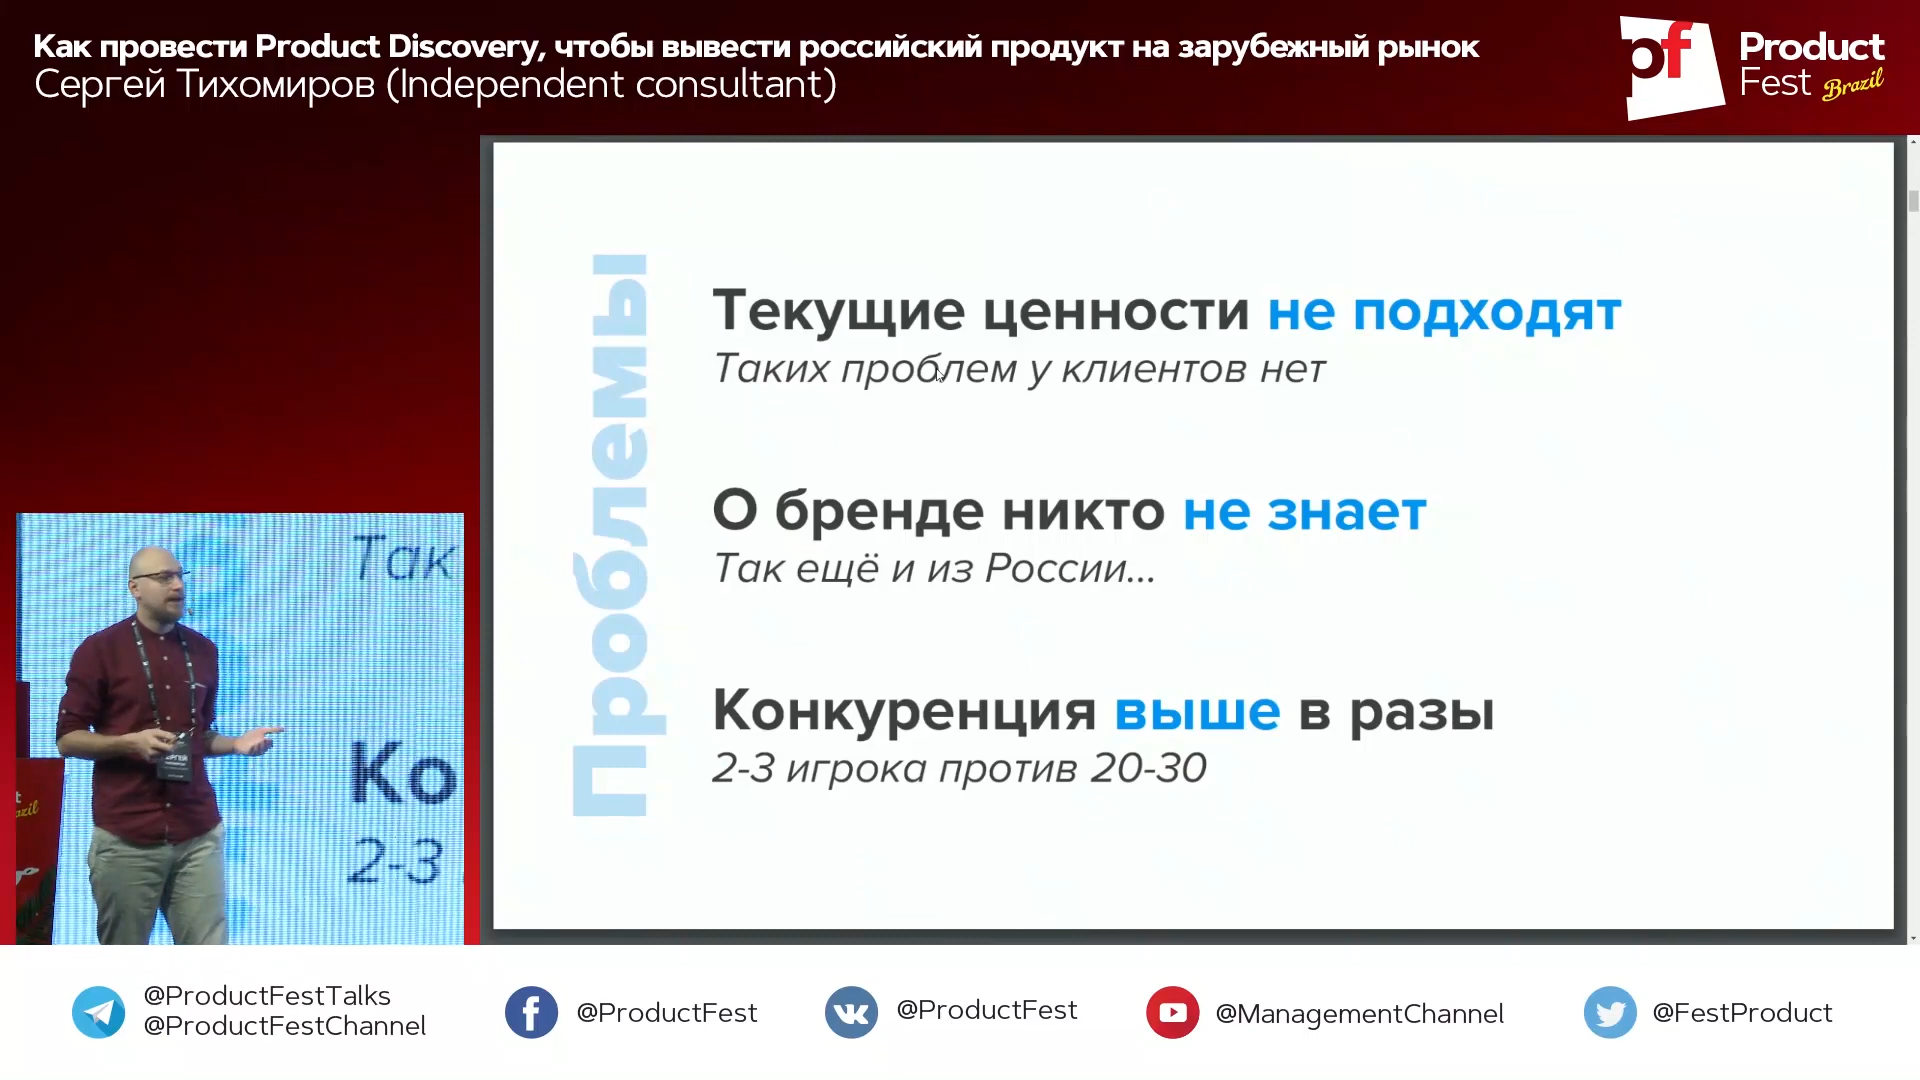 Как провести Product Discovery, чтобы вывести российский продукт на зарубежный рынок
Сергей Тихомиров (Independent consultant)
pf
Product
Fest Brazil
Проблемы
Текущие ценности не подходят
Таких проблем у клиентов нет
О бренде никто не знает
Так ещё и из России...
Конкуренция выше в разы
2-3 игрока против 20-30
Так
Ко
2-3
@ProductFestTalks
@ProductFestChannel
@ProductFest
@ProductFest
@ManagementChannel
@FestProduct